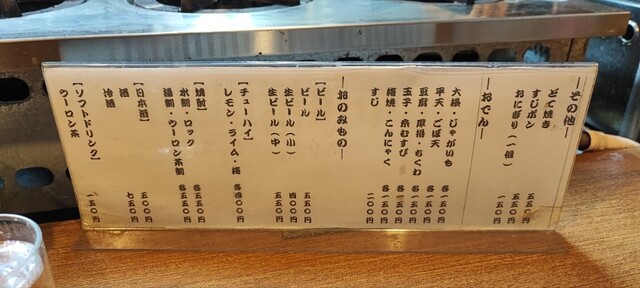 ―その他―
どて焼き 五五〇円
すじポン 五五〇円
おにぎり（一個） 一五〇円
―おでん―
大根・じゃがいも 各一五〇円
平天・ごぼ天 各一五〇円
豆腐・厚揚・ちくわ 各一五〇円
玉子・糸むすび 各一五〇円
梅焼・こんにゃく 各一五〇円
すじ 二〇〇円
―おのみもの―
【ビール】
ビール 五五〇円
生ビール（小） 四〇〇円
生ビール（中） 五五〇円
【チューハイ】
レモン・ライム・梅 各四〇〇円
【焼酎】
水割・ロック 各五五〇円
湯割・ウーロン茶割 各五五〇円
【日本酒】
酒 五〇〇円
冷酒 七五〇円
【ソフトドリンク】
ウーロン茶 一五〇円